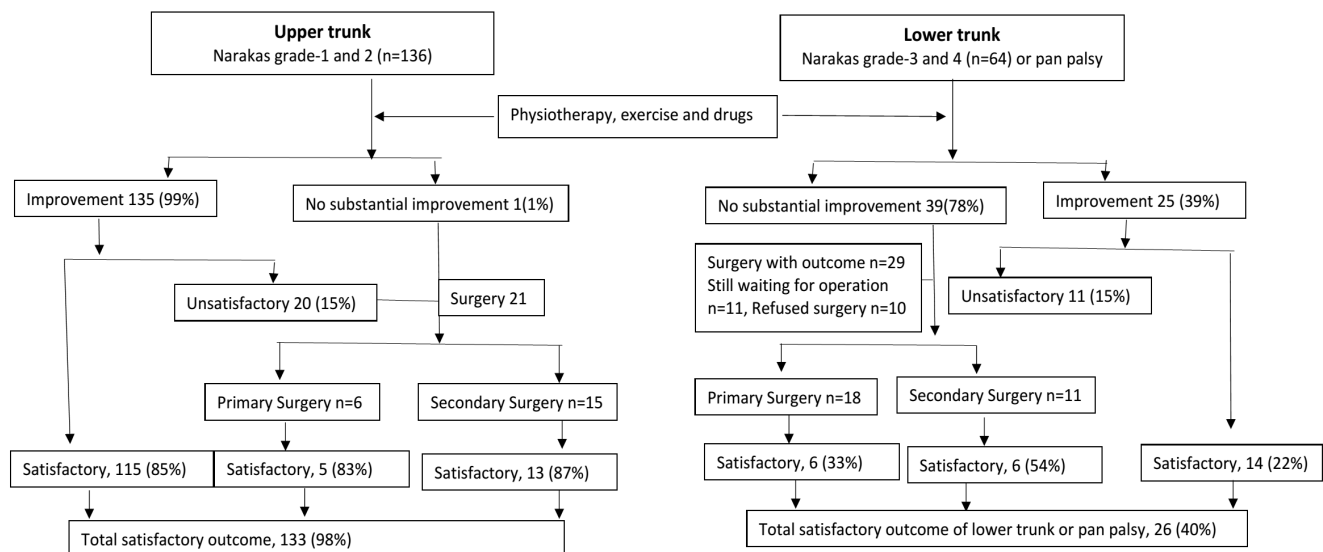 Upper trunk
Narakas grade-1 and 2 (n=136)
Lower trunk
Narakas grade-3 and 4 (n=64) or pan palsy
Physiotherapy, exercise and drugs
Improvement 135 (99%)
No substantial improvement 1(1%)
No substantial improvement 39(78%)
Improvement 25 (39%)
Unsatisfactory 20 (15%)
Surgery 21
Surgery with outcome n=29
Still waiting for operation
n=11, Refused surgery n=10
Unsatisfactory 11 (15%)
Primary Surgery n=6
Secondary Surgery n=15
Primary Surgery n=18
Secondary Surgery n=11
Satisfactory, 115 (85%)
Satisfactory, 5 (83%)
Satisfactory, 13 (87%)
Satisfactory, 6 (33%)
Satisfactory, 6 (54%)
Satisfactory, 14 (22%)
Total satisfactory outcome, 133 (98%)
Total satisfactory outcome of lower trunk or pan palsy, 26 (40%)